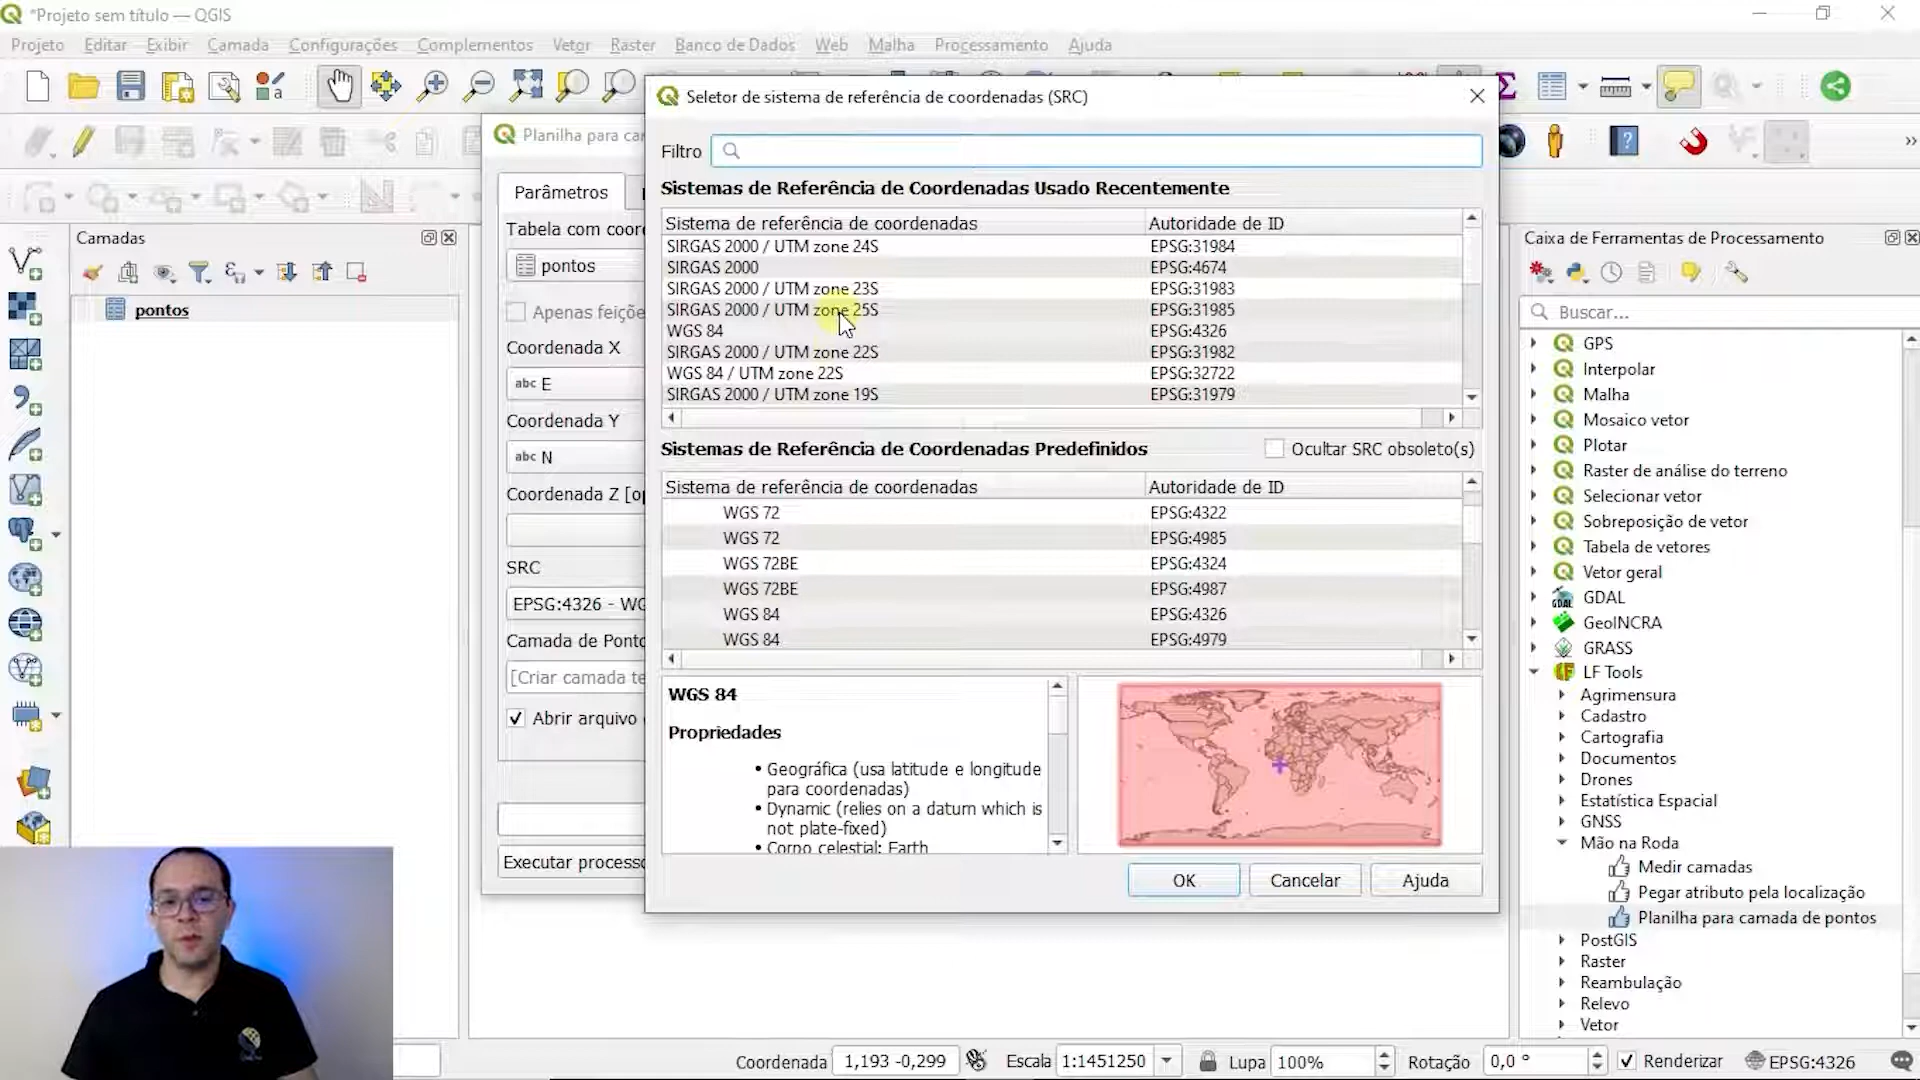 *Projeto sem título — QGIS
Projeto Editar Exibir Camada Configurações Complementos Vetor Raster Banco de Dados Web Malha Processamento Ajuda
Camadas
pontos
Planilha para
Parâmetros
Tabela com
pontos
Apenas
Coordenada X
abc E
Coordenada Y
abc N
Coordenada Z
SRC
EPSG:4326 -
Camada de
[Criar camada
Abrir arquivo
Executar
Seletor de sistema de referência de coordenadas (SRC)
Filtro
Sistemas de Referência de Coordenadas Usado Recentemente
Sistema de referência de coordenadas Autoridade de ID
SIRGAS 2000 / UTM zone 24S EPSG:31984
SIRGAS 2000 EPSG:4674
SIRGAS 2000 / UTM zone 23S EPSG:31983
SIRGAS 2000 / UTM zone 25S EPSG:31985
WGS 84 EPSG:4326
SIRGAS 2000 / UTM zone 22S EPSG:31982
WGS 84 / UTM zone 22S EPSG:32722
SIRGAS 2000 / UTM zone 19S EPSG:31979
Sistemas de Referência de Coordenadas Predefinidos Ocultar SRC obsoleto(s)
Sistema de referência de coordenadas Autoridade de ID
WGS 72 EPSG:4322
WGS 72 EPSG:4985
WGS 72BE EPSG:4324
WGS 72BE EPSG:4987
WGS 84 EPSG:4326
WGS 84 EPSG:4979
WGS 84
Propriedades
• Geográfica (usa latitude e longitude
para coordenadas)
• Dynamic (relies on a datum which is
not plate-fixed)
• Corpo celestial: Earth
OK Cancelar Ajuda
Caixa de Ferramentas de Processamento
Buscar...
GPS
Interpolar
Malha
Mosaico vetor
Plotar
Raster de análise do terreno
Selecionar vetor
Sobreposição de vetor
Tabela de vetores
Vetor geral
GDAL
GeoINCRA
GRASS
LF Tools
Agrimensura
Cadastro
Cartografia
Documentos
Drones
Estatística Espacial
GNSS
Mão na Roda
Medir camadas
Pegar atributo pela localização
Planilha para camada de pontos
PostGIS
Raster
Reambulação
Relevo
Vetor
Coordenada 1,193 -0,299 Escala 1:1451250 Lupa 100% Rotação 0,0 ° Renderizar EPSG:4326